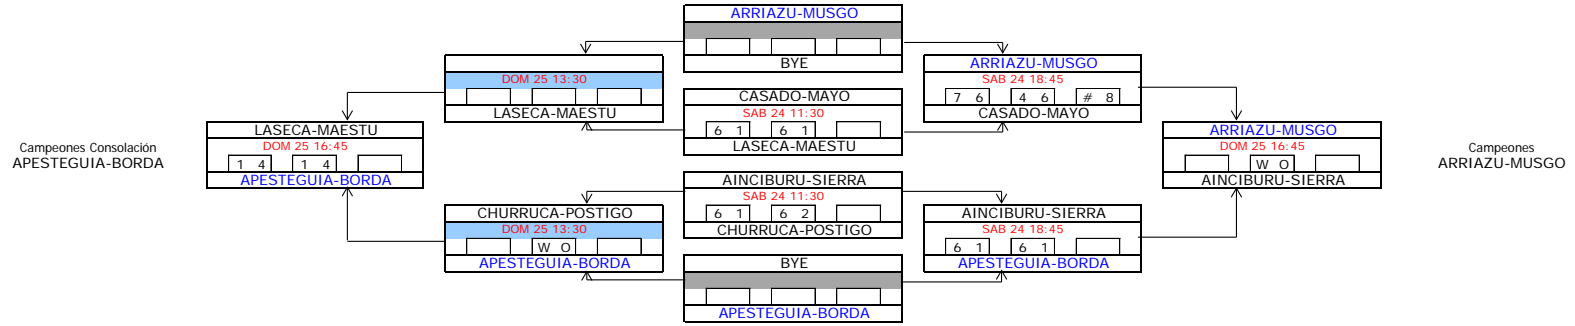 Campeones Consolación
APESTEGUIA-BORDA
LASECA-MAESTU
DOM 25 16:45
1 4 1 4
APESTEGUIA-BORDA
DOM 25 13:30
LASECA-MAESTU
CHURRUCA-POSTIGO
DOM 25 13:30
W O
APESTEGUIA-BORDA
ARRIAZU-MUSGO
BYE
CASADO-MAYO
SAB 24 11:30
6 1 6 1
LASECA-MAESTU
AINCIBURU-SIERRA
SAB 24 11:30
6 1 6 2
CHURRUCA-POSTIGO
BYE
APESTEGUIA-BORDA
ARRIAZU-MUSGO
SAB 24 18:45
7 6 4 6 # 8
CASADO-MAYO
AINCIBURU-SIERRA
SAB 24 18:45
6 1 6 1
APESTEGUIA-BORDA
ARRIAZU-MUSGO
DOM 25 16:45
W O
AINCIBURU-SIERRA
Campeones
ARRIAZU-MUSGO